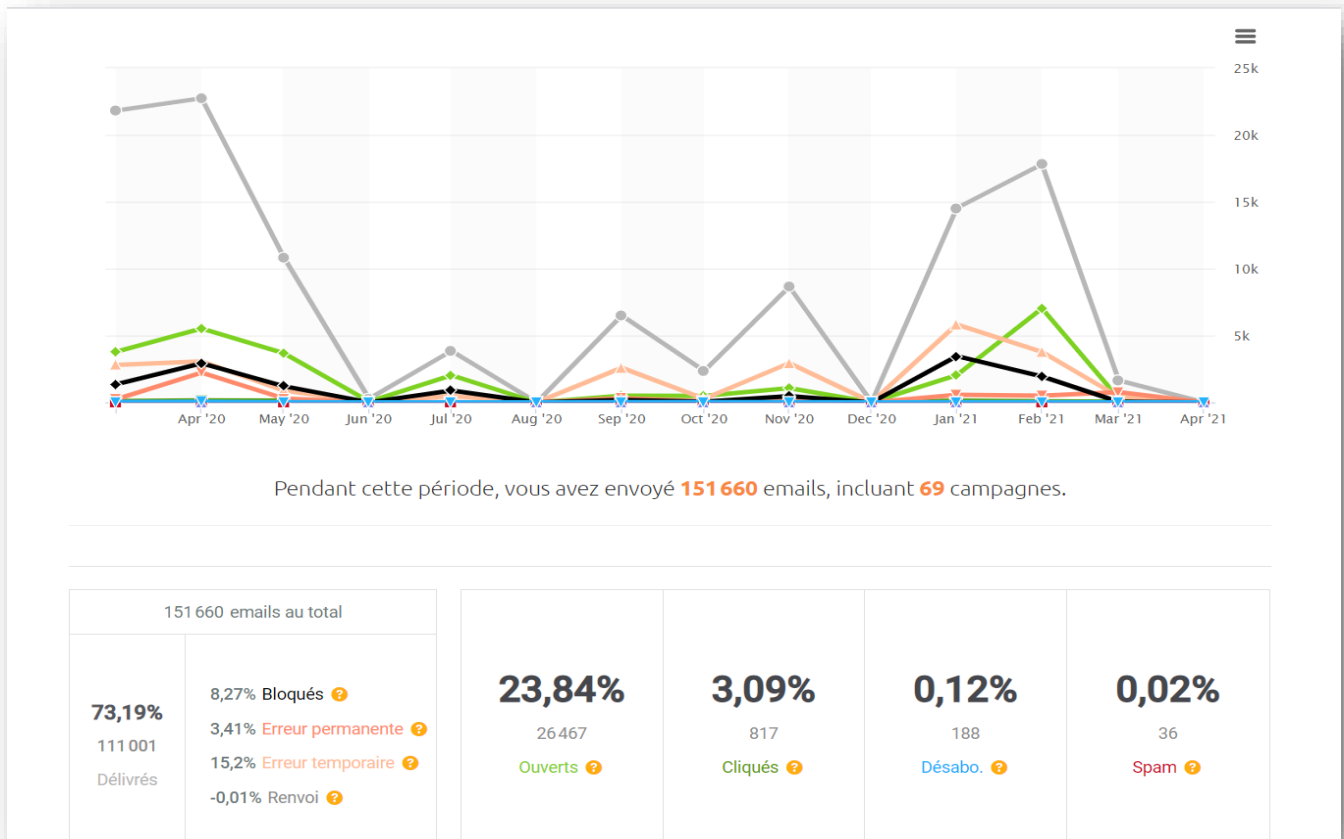 25k
20k
15k
10k
5k
Apr '20 May '20 Jun '20 Jul '20 Aug '20 Sep '20 Oct '20 Nov '20 Dec '20 Jan '21 Feb '21 Mar '21 Apr '21
Pendant cette période, vous avez envoyé 151 660 emails, incluant 69 campagnes.
151 660 emails au total
73,19%
111 001
Délivrés
8,27% Bloqués ?
3,41% Erreur permanente ?
15,2% Erreur temporaire ?
-0,01% Renvoi ?
23,84%
26 467
Ouverts ?
3,09%
817
Cliqués ?
0,12%
188
Désabo. ?
0,02%
36
Spam ?